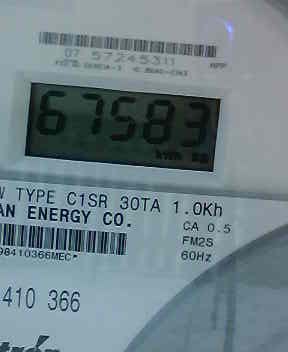 07 57245311
67583
kWh
TYPE C1SR 30TA 1.0Kh
AN ENERGY CO.
CA 0.5
FM2S
60Hz
98410366MEC*
410 366